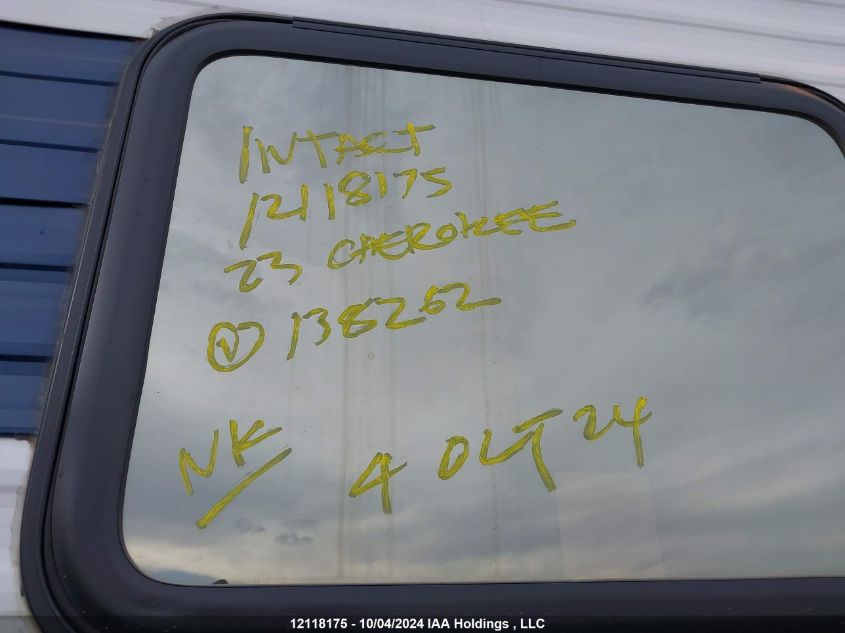 INTACT
12118175
23 CHEROKEE
Ⓥ 138252
NK 4 OCT 24
12118175 - 10/04/2024 IAA Holdings , LLC